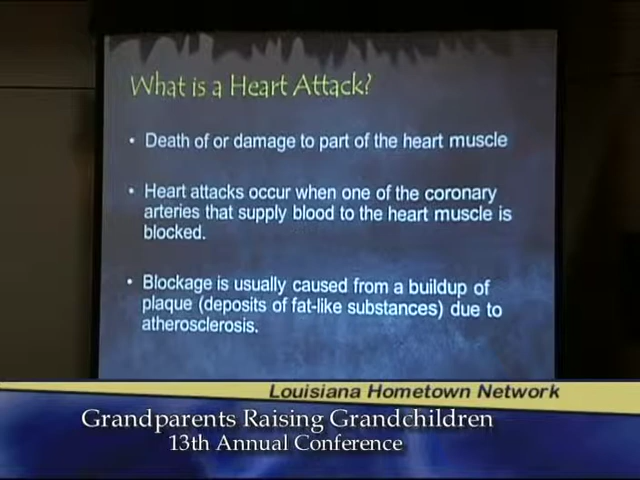 What is a Heart Attack?
• Death of or damage to part of the heart muscle
• Heart attacks occur when one of the coronary
arteries that supply blood to the heart muscle is
blocked.
• Blockage is usually caused from a buildup of
plaque (deposits of fat-like substances) due to
atherosclerosis.
Louisiana Hometown Network
Grandparents Raising Grandchildren
13th Annual Conference